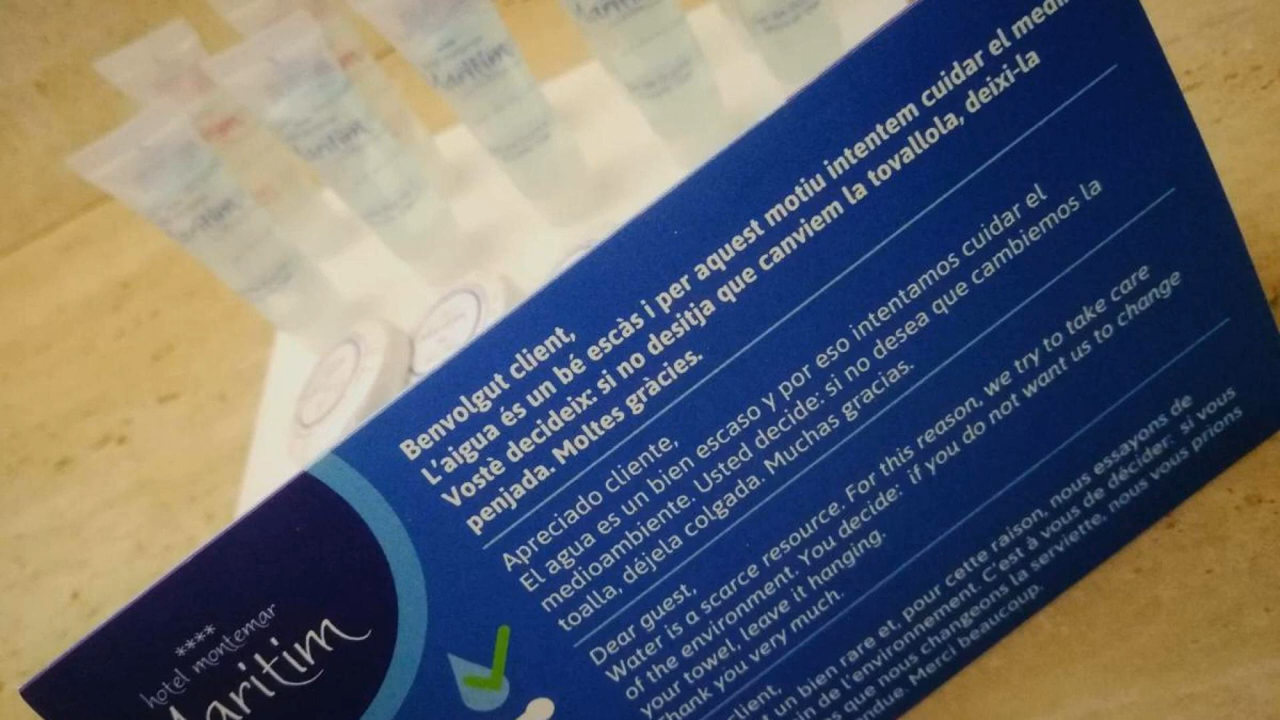 Benvolgut client,
L'aigua és un bé escàs i per aquest motiu intentem cuidar el medi
Vostè decideix: si no desitja que canviem la tovallola, deixi-la
penjada. Moltes gràcies.
Apreciado cliente,
El agua es un bien escaso y por eso intentamos cuidar el
medioambiente. Usted decide: si no desea que cambiemos la
toalla, déjela colgada. Muchas gracias.
Dear guest,
Water is a scarce resource. For this reason, we try to take care
of the environment. You decide: if you do not want us to change
your towel, leave it hanging.
Thank you very much.
client,
un bien rare et, pour cette raison, nous essayons de
de l'environnement. C'est à vous de décider: si vous
que nous changeons la serviette, nous vous prions
Merci beaucoup.
****
hotel montemar
Maritim